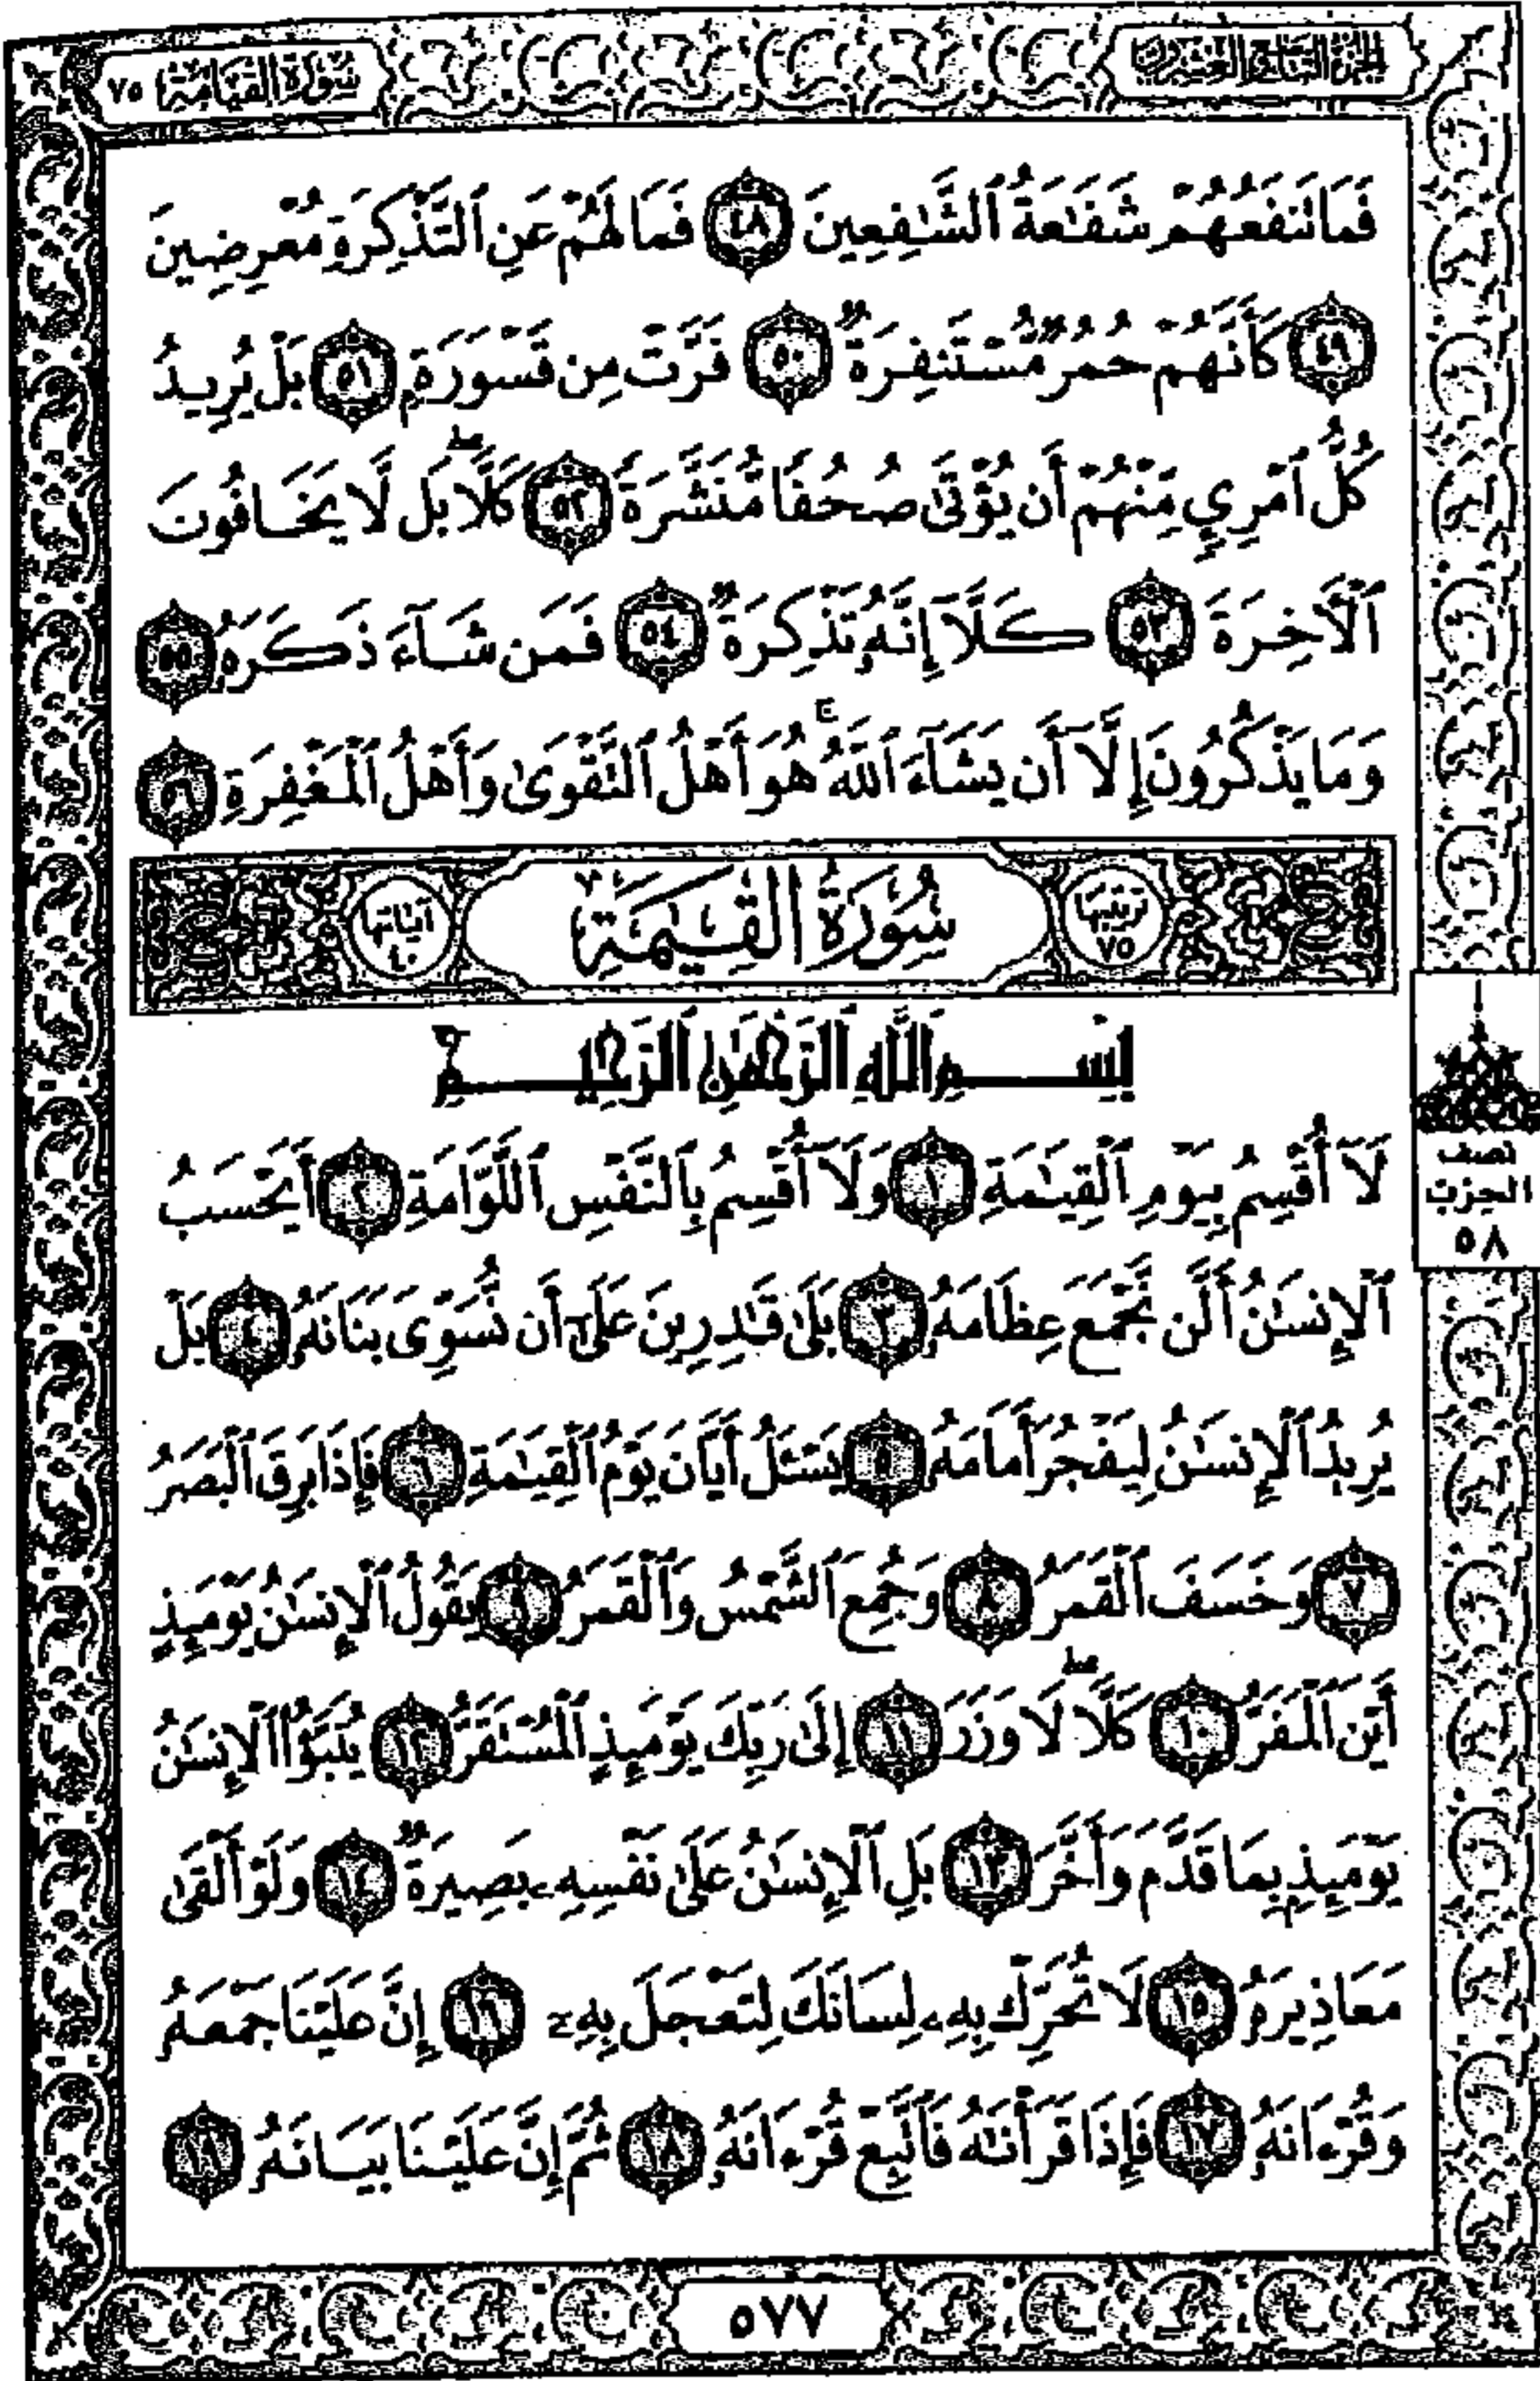 الجزء التاسع والعشرون
سورة القيامة ٧٥
فَمَا تَنفَعُهُمْ شَفَٰعَةُ ٱلشَّٰفِعِينَ ٤٨ فَمَا لَهُمْ عَنِ ٱلتَّذْكِرَةِ مُعْرِضِينَ
٤٩ كَأَنَّهُمْ حُمُرٌ مُّسْتَنفِرَةٌ ٥٠ فَرَّتْ مِن قَسْوَرَةٍ ٥١ بَلْ يُرِيدُ
كُلُّ ٱمْرِئٍ مِّنْهُمْ أَن يُؤْتَىٰ صُحُفًا مُّنَشَّرَةً ٥٢ كَلَّا ۖ بَل لَّا يَخَافُونَ
ٱلْأَخِرَةَ ٥٣ كَلَّآ إِنَّهُۥ تَذْكِرَةٌ ٥٤ فَمَن شَآءَ ذَكَرَهُۥ ٥٥
وَمَا يَذْكُرُونَ إِلَّآ أَن يَشَآءَ ٱللَّهُ ۚ هُوَ أَهْلُ ٱلتَّقْوَىٰ وَأَهْلُ ٱلْمَغْفِرَةِ ٥٦
ترتيبها ٧٥ سُورَةُ القِيَٰمَةِ آياتها ٤٠
بِسْمِ ٱللَّهِ ٱلرَّحْمَٰنِ ٱلرَّحِيمِ
لَآ أُقْسِمُ بِيَوْمِ ٱلْقِيَٰمَةِ ١ وَلَآ أُقْسِمُ بِٱلنَّفْسِ ٱللَّوَّامَةِ ٢ أَيَحْسَبُ
ٱلْإِنسَٰنُ أَلَّن نَّجْمَعَ عِظَامَهُۥ ٣ بَلَىٰ قَٰدِرِينَ عَلَىٰٓ أَن نُّسَوِّىَ بَنَانَهُۥ ٤ بَلْ
يُرِيدُ ٱلْإِنسَٰنُ لِيَفْجُرَ أَمَامَهُۥ ٥ يَسْـَٔلُ أَيَّانَ يَوْمُ ٱلْقِيَٰمَةِ ٦ فَإِذَا بَرِقَ ٱلْبَصَرُ
٧ وَخَسَفَ ٱلْقَمَرُ ٨ وَجُمِعَ ٱلشَّمْسُ وَٱلْقَمَرُ ٩ يَقُولُ ٱلْإِنسَٰنُ يَوْمَئِذٍ
أَيْنَ ٱلْمَفَرُّ ١٠ كَلَّا ۖ لَا وَزَرَ ١١ إِلَىٰ رَبِّكَ يَوْمَئِذٍ ٱلْمُسْتَقَرُّ ١٢ يُنَبَّؤُا۟ ٱلْإِنسَٰنُ
يَوْمَئِذٍۭ بِمَا قَدَّمَ وَأَخَّرَ ١٣ بَلِ ٱلْإِنسَٰنُ عَلَىٰ نَفْسِهِۦ بَصِيرَةٌ ١٤ وَلَوْ أَلْقَىٰ
مَعَاذِيرَهُۥ ١٥ لَا تُحَرِّكْ بِهِۦ لِسَانَكَ لِتَعْجَلَ بِهِۦٓ ١٦ إِنَّ عَلَيْنَا جَمْعَهُۥ
وَقُرْءَانَهُۥ ١٧ فَإِذَا قَرَأْنَٰهُ فَٱتَّبِعْ قُرْءَانَهُۥ ١٨ ثُمَّ إِنَّ عَلَيْنَا بَيَانَهُۥ ١٩
نصف
الحزب
٥٨
٥٧٧